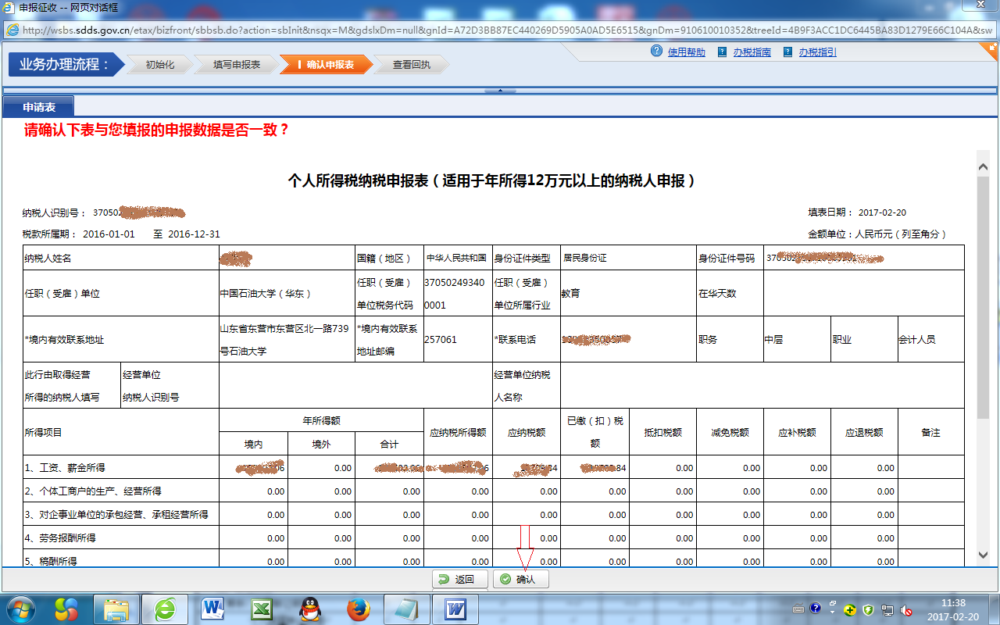 申报征收 -- 网页对话框
http://wsbs.sdds.gov.cn/etax/bizfront/sbbsb.do?action=sbInit&nsqx=M&gdslxDm=null&gnId=A72D3BB87EC440269D5905A0AD5E6515&gnDm=910610010352&treeId=4B9F3ACC1DC6445BA83D1279E66C104A&sw
业务办理流程： 初始化 填写申报表 确认申报表 查看回执 使用帮助 办税指南 办税指引
申请表
请确认下表与您填报的申报数据是否一致？
个人所得税纳税申报表（适用于年所得12万元以上的纳税人申报）
纳税人识别号： 37050 填表日期： 2017-02-20
税款所属期： 2016-01-01 至 2016-12-31 金额单位：人民币元（列至角分）
纳税人姓名 国籍（地区） 中华人民共和国 身份证件类型 居民身份证 身份证件号码
任职（受雇）单位 中国石油大学（华东） 任职（受雇） 37050249340 任职（受雇） 教育 在华天数
单位税务代码 0001 单位所属行业
*境内有效联系地址 山东省东营市东营区北一路739 *境内有效联系 257061 *联系电话 职务 中层 职业 会计人员
号石油大学 地址邮编
此行由取得经营 经营单位 经营单位纳税
所得的纳税人填写 纳税人识别号 人名称
所得项目 年所得额 应纳税所得额 应纳税额 已缴（扣）税 抵扣税额 减免税额 应补税额 应退税额 备注
境内 境外 合计 额
1、工资、薪金所得 0.00 0.00 0.00 0.00 0.00
2、个体工商户的生产、经营所得 0.00 0.00 0.00 0.00 0.00 0.00 0.00 0.00 0.00 0.00
3、对企事业单位的承包经营、承租经营所得 0.00 0.00 0.00 0.00 0.00 0.00 0.00 0.00 0.00 0.00
4、劳务报酬所得 0.00 0.00 0.00 0.00 0.00 0.00 0.00 0.00 0.00 0.00
5、稿酬所得 0.00 0.00 0.00 0.00 0.00 0.00 0.00 0.00 0.00 0.00
返回 确认
11:38
2017-02-20